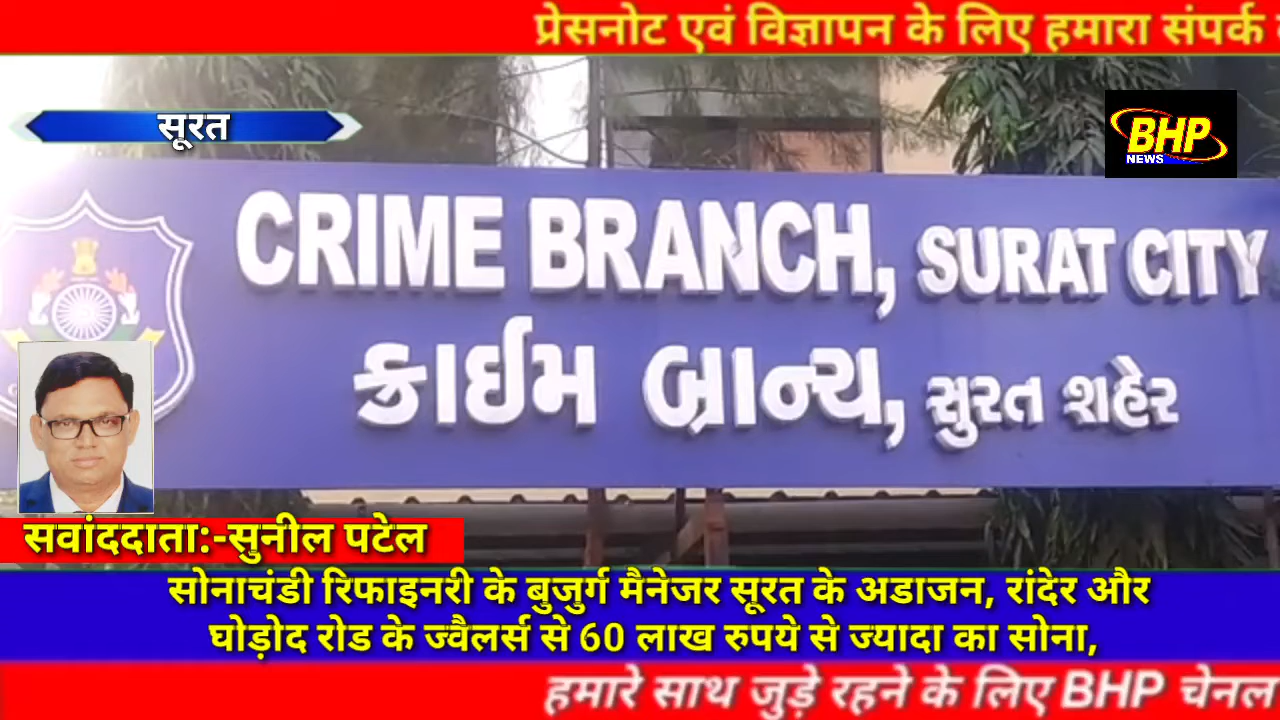 प्रेसनोट एवं विज्ञापन के लिए हमारा संपर्क
सूरत
BHP
NEWS
CRIME BRANCH, SURAT CITY
ક્રાઈમ બ્રાન્ચ, સુરત શહેર
सवांददाता:-सुनील पटेल
सोनाचंडी रिफाइनरी के बुजुर्ग मैनेजर सूरत के अडाजन, रांदेर और
घोड़ोद रोड के ज्वैलर्स से 60 लाख रुपये से ज्यादा का सोना,
हमारे साथ जुड़े रहने के लिए BHP चेनल